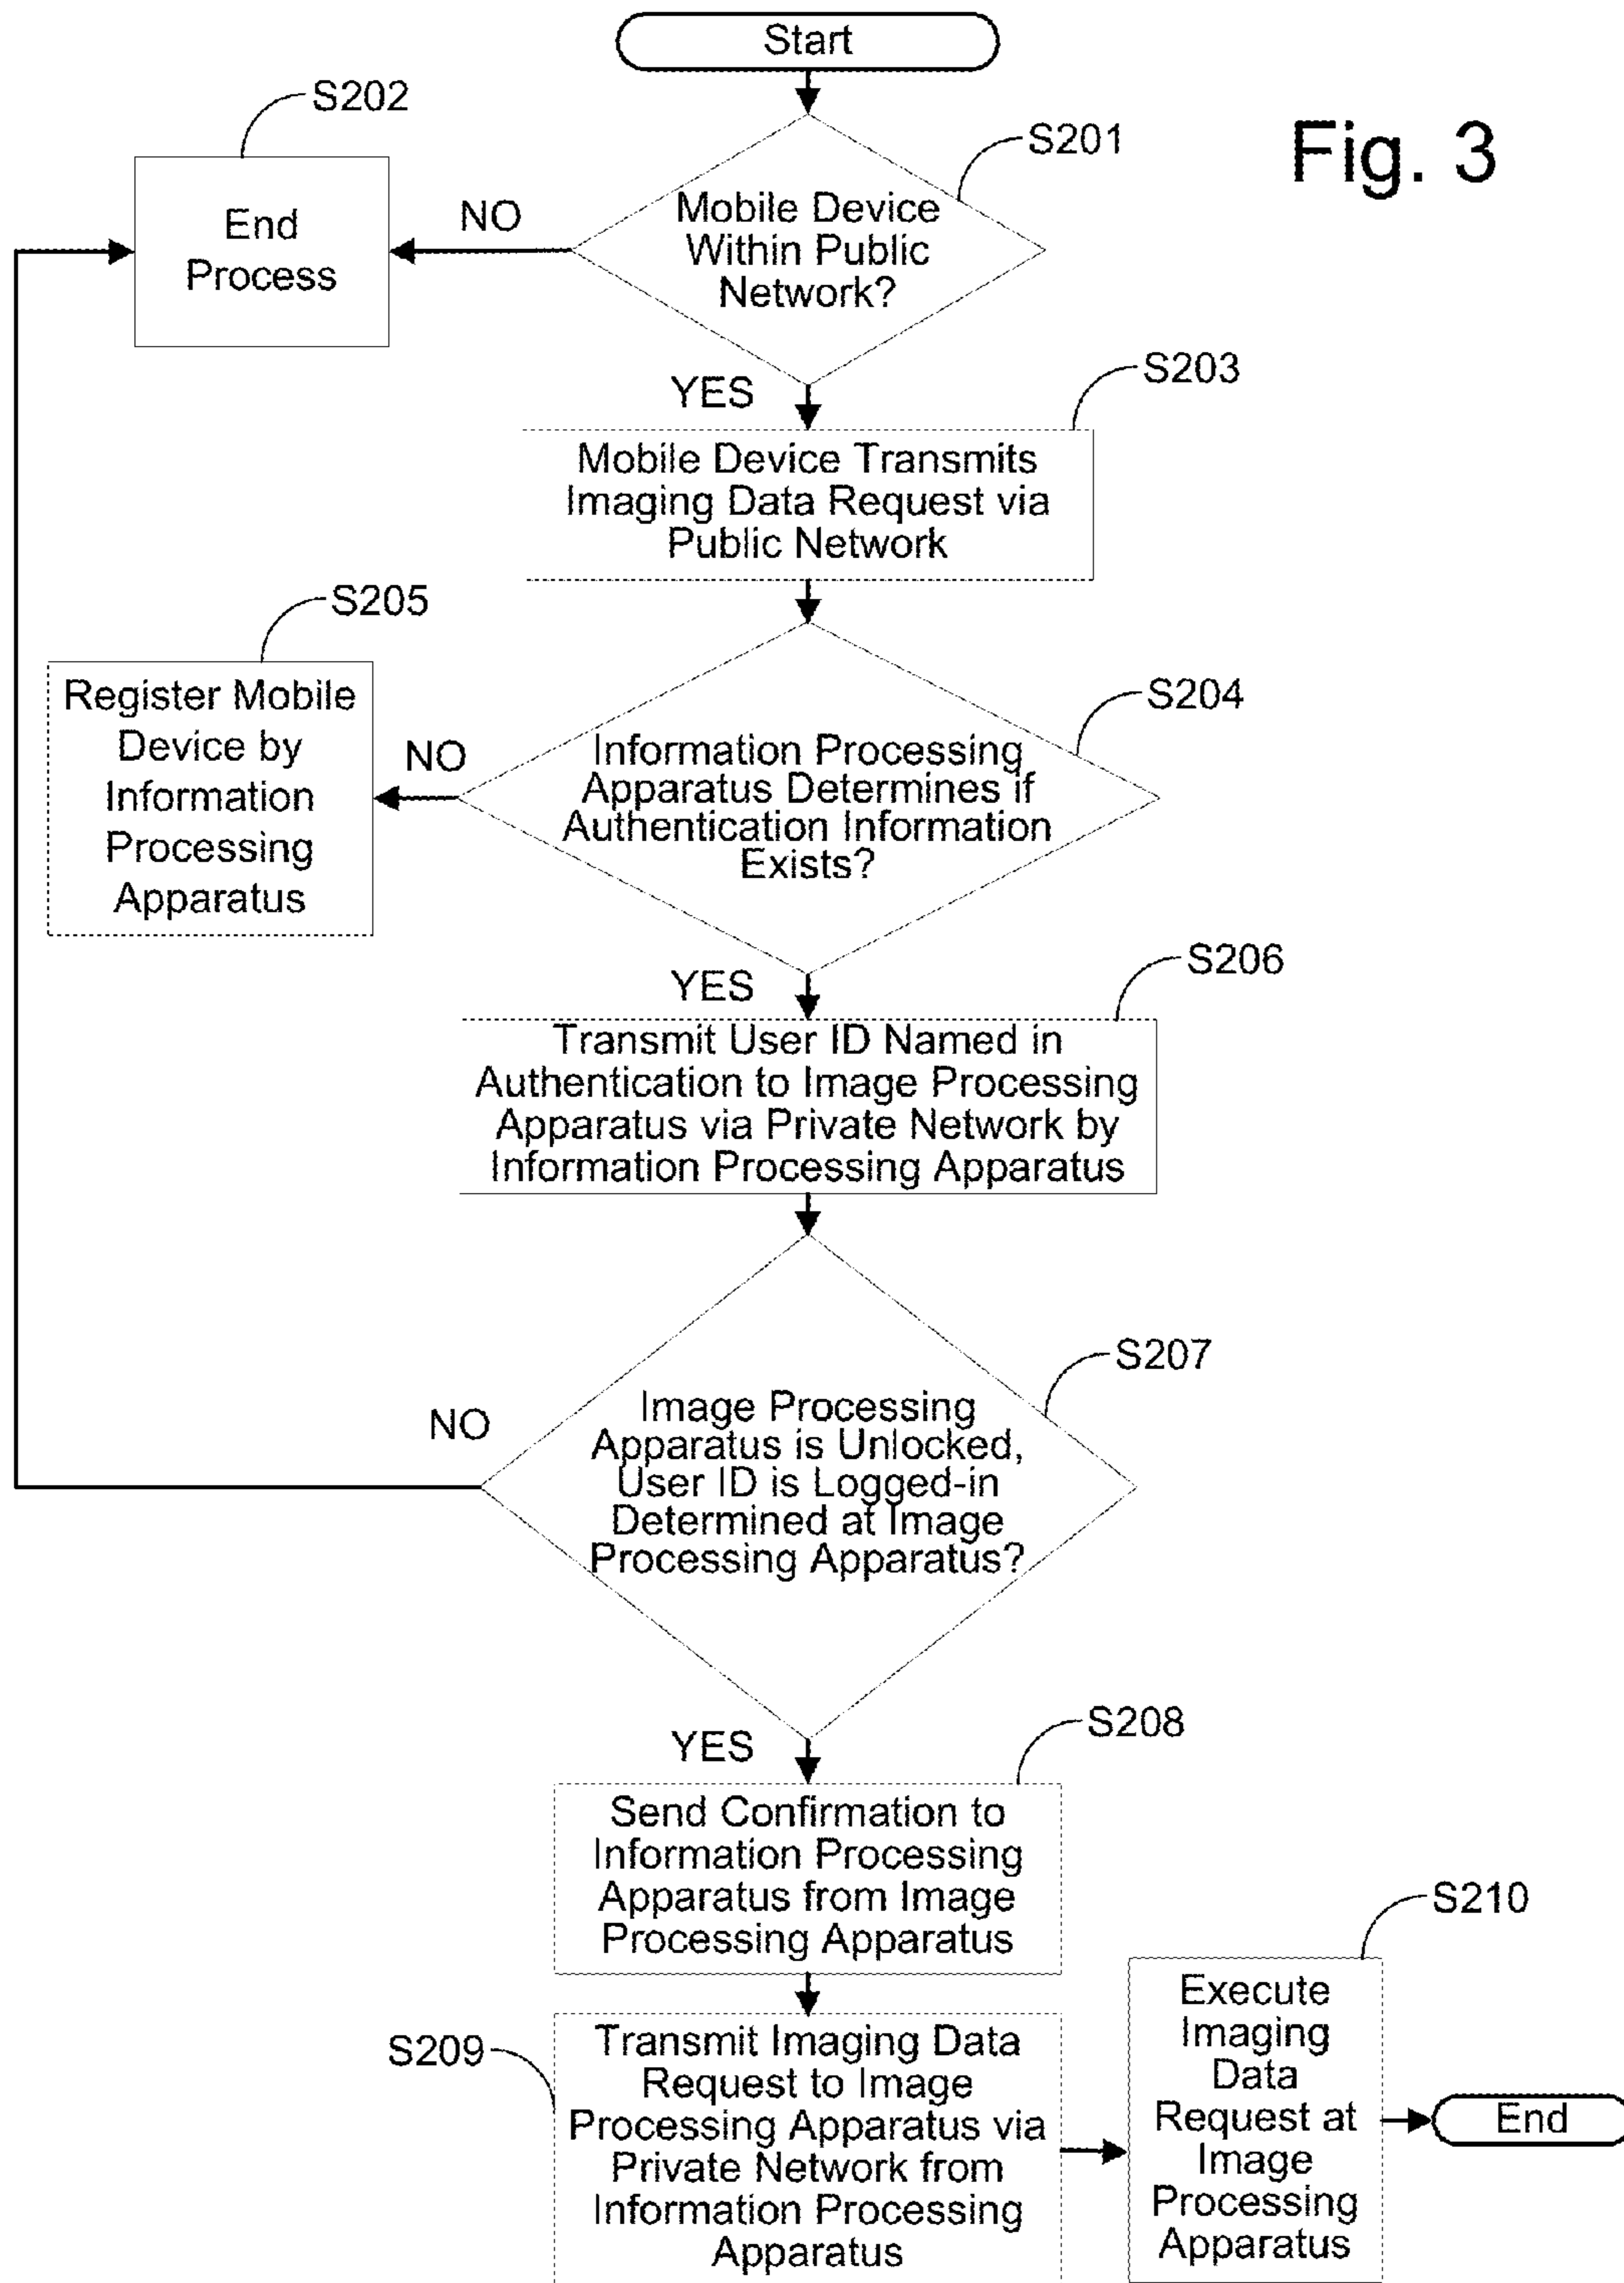 Start
Fig. 3
S202
S201
End
Process
NO
Mobile Device
Within Public
Network?
YES
S203
Mobile Device Transmits
Imaging Data Request via
Public Network
S205
Register Mobile
Device by
Information
Processing
Apparatus
NO
S204
Information Processing
Apparatus Determines if
Authentication Information
Exists?
YES
S206
Transmit User ID Named in
Authentication to Image Processing
Apparatus via Private Network by
Information Processing Apparatus
S207
NO
Image Processing
Apparatus is Unlocked,
User ID is Logged-in
Determined at Image
Processing Apparatus?
YES
S208
Send Confirmation to
Information Processing
Apparatus from Image
Processing Apparatus
S209
Transmit Imaging Data
Request to Image
Processing Apparatus via
Private Network from
Information Processing
Apparatus
S210
Execute
Imaging
Data
Request at
Image
Processing
Apparatus
End